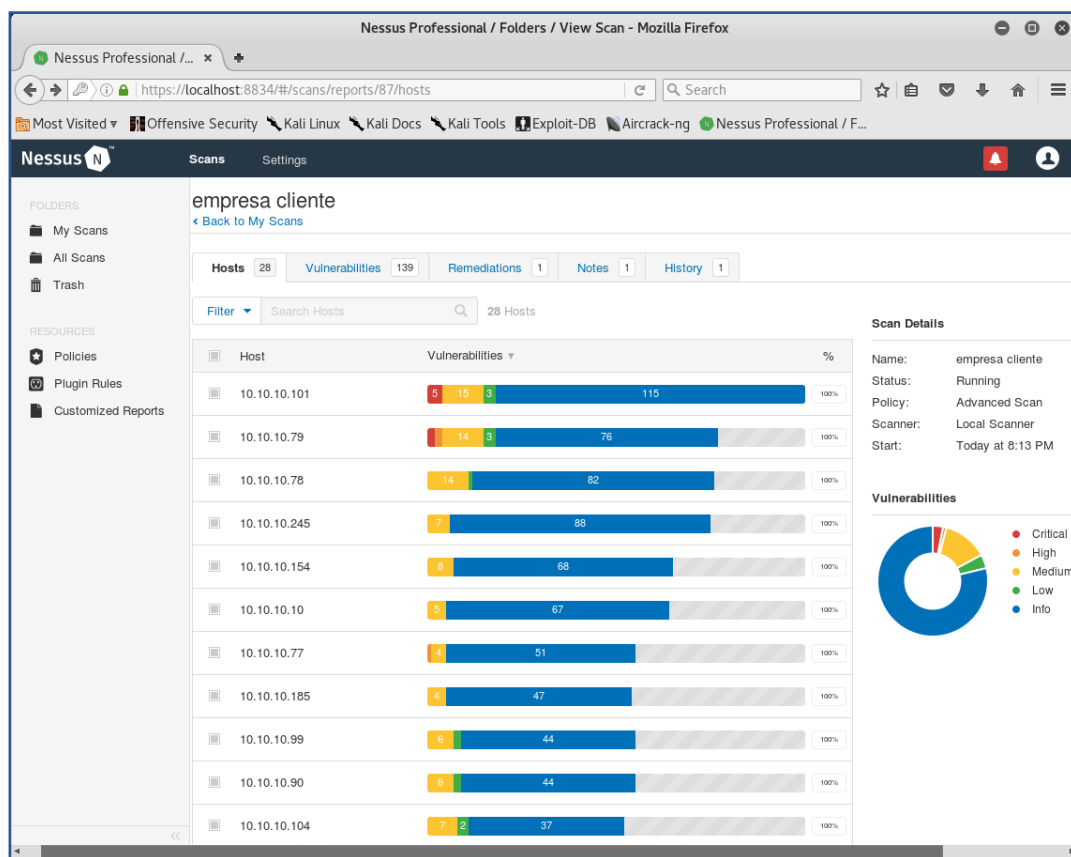 Nessus Professional / Folders / View Scan - Mozilla Firefox
Nessus Professional /...
https://localhost:8834/#/scans/reports/87/hosts
Search
Most Visited
Offensive Security
Kali Linux
Kali Docs
Kali Tools
Exploit-DB
Aircrack-ng
Nessus Professional / F...
Nessus N
Scans
Settings
FOLDERS
My Scans
All Scans
Trash
RESOURCES
Policies
Plugin Rules
Customized Reports
empresa cliente
Back to My Scans
Hosts 28
Vulnerabilities 139
Remediations 1
Notes 1
History 1
Filter
Search Hosts
28 Hosts
Host Vulnerabilities %
10.10.10.101 5 15 3 115 100%
10.10.10.79 14 3 76 100%
10.10.10.78 14 82 100%
10.10.10.245 7 88 100%
10.10.10.154 8 68 100%
10.10.10.10 5 67 100%
10.10.10.77 4 51 100%
10.10.10.185 4 47 100%
10.10.10.99 6 44 100%
10.10.10.90 6 44 100%
10.10.10.104 7 2 37 100%
Scan Details
Name: empresa cliente
Status: Running
Policy: Advanced Scan
Scanner: Local Scanner
Start: Today at 8:13 PM
Vulnerabilities
Critical
High
Medium
Low
Info